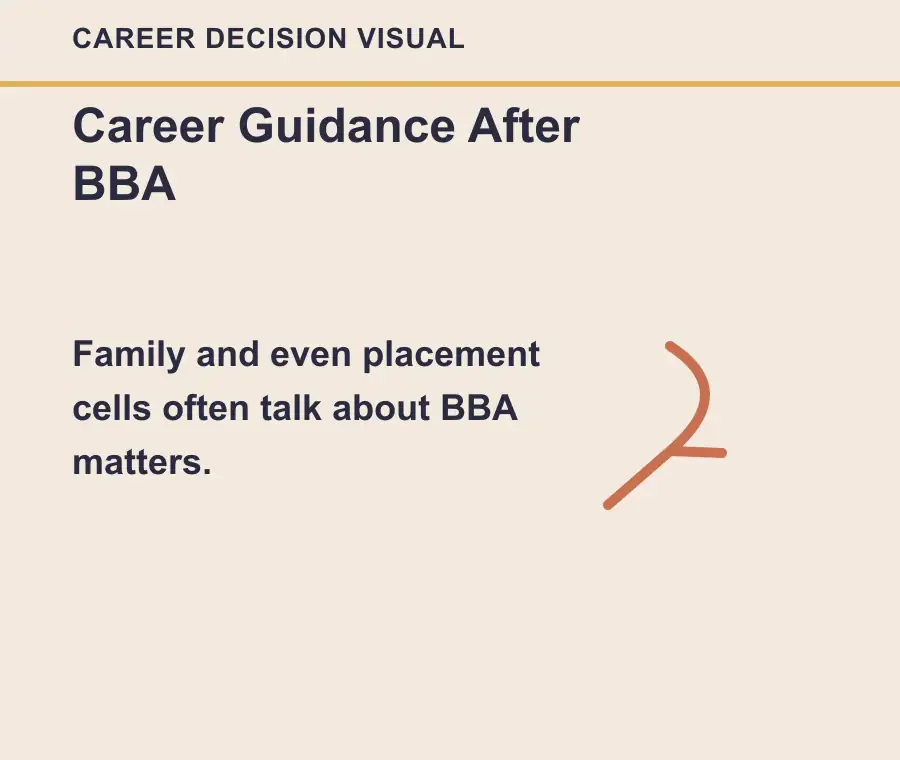 CAREER DECISION VISUAL
Career Guidance After
BBA
Family and even placement
cells often talk about BBA
matters.